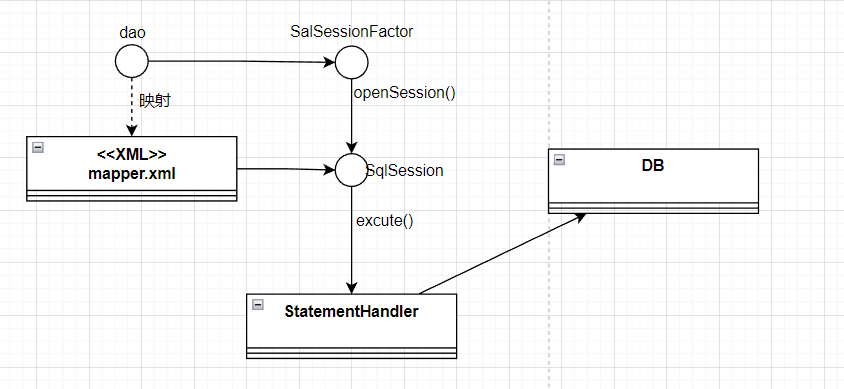 dao
SalSessionFactor
映射
openSession()
<<XML>>
mapper.xml
SqlSession
DB
excute()
StatementHandler